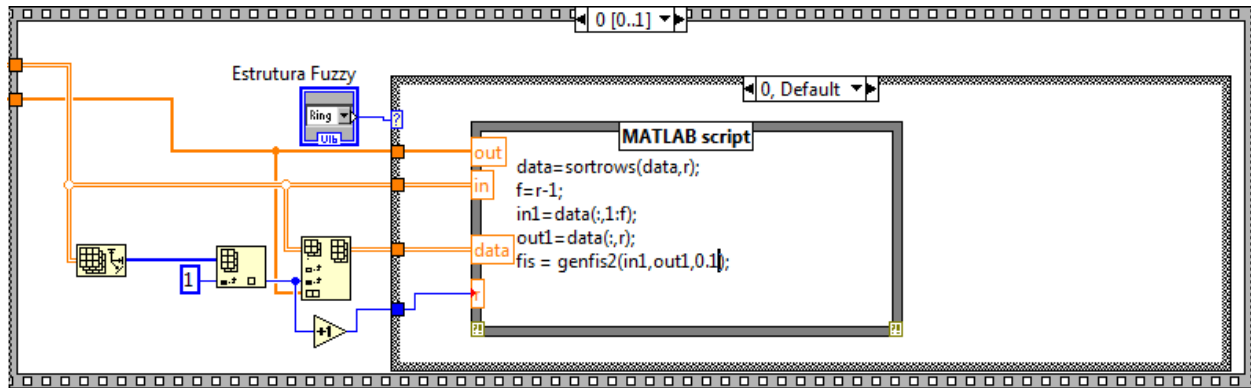 0 [0..1]
Estrutura Fuzzy
0, Default
Ring
U16
?
MATLAB script
out
data=sortrows(data,r);
f=r-1;
in
in1=data(:,1:f);
out1=data(:,r);
data
fis = genfis2(in1,out1,0.1);
1
r
+1
?!
?!